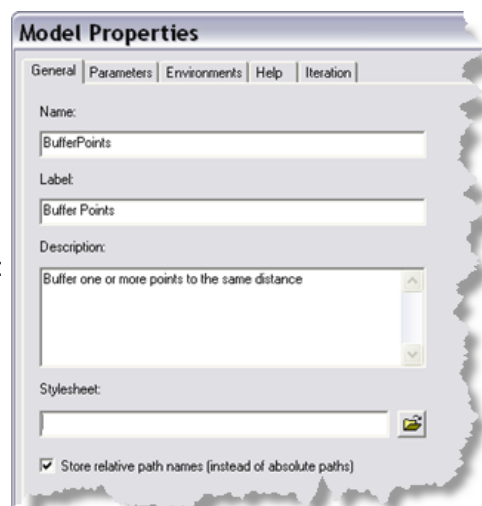 Model Properties
General Parameters Environments Help Iteration
Name:
BufferPoints
Label:
Buffer Points
Description:
Buffer one or more points to the same distance
Stylesheet:
Store relative path names (instead of absolute paths)